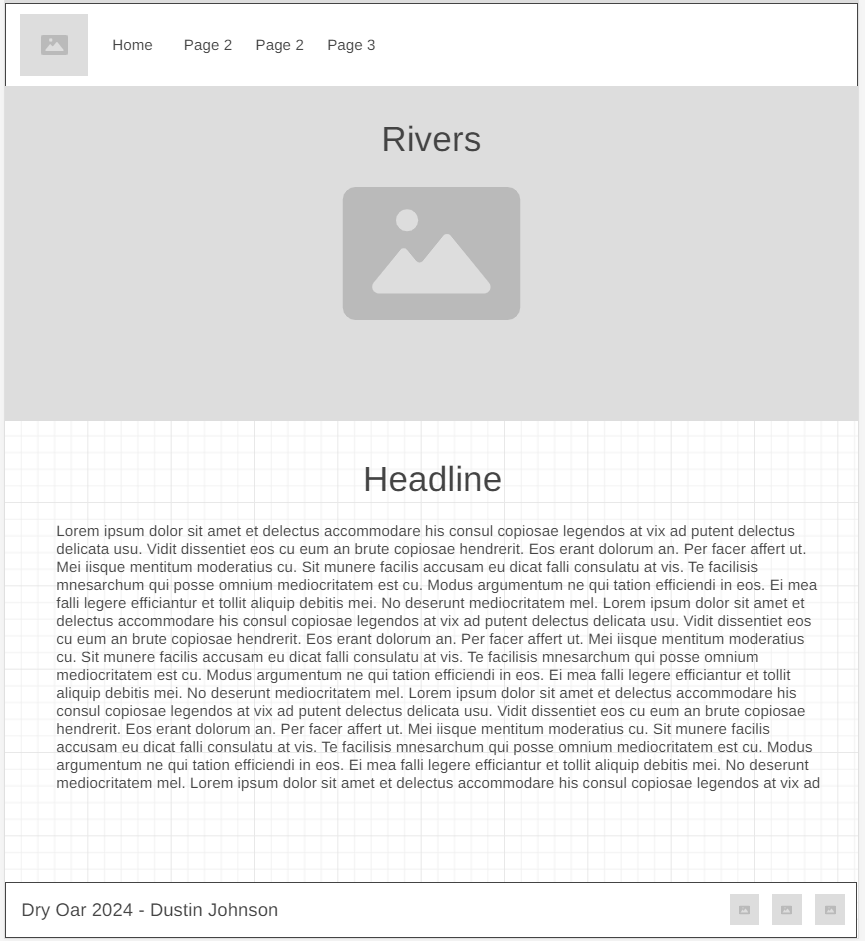 Home Page 2 Page 2 Page 3
Rivers
Headline
Lorem ipsum dolor sit amet et delectus accommodare his consul copiosae legendos at vix ad putent delectus
delicata usu. Vidit dissentiet eos cu eum an brute copiosae hendrerit. Eos erant dolorum an. Per facer affert ut.
Mei iisque mentitum moderatius cu. Sit munere facilis accusam eu dicat falli consulatu at vis. Te facilisis
mnesarchum qui posse omnium mediocritatem est cu. Modus argumentum ne qui tation efficiendi in eos. Ei mea
falli legere efficiantur et tollit aliquip debitis mei. No deserunt mediocritatem mel. Lorem ipsum dolor sit amet et
delectus accommodare his consul copiosae legendos at vix ad putent delectus delicata usu. Vidit dissentiet eos
cu eum an brute copiosae hendrerit. Eos erant dolorum an. Per facer affert ut. Mei iisque mentitum moderatius
cu. Sit munere facilis accusam eu dicat falli consulatu at vis. Te facilisis mnesarchum qui posse omnium
mediocritatem est cu. Modus argumentum ne qui tation efficiendi in eos. Ei mea falli legere efficiantur et tollit
aliquip debitis mei. No deserunt mediocritatem mel. Lorem ipsum dolor sit amet et delectus accommodare his
consul copiosae legendos at vix ad putent delectus delicata usu. Vidit dissentiet eos cu eum an brute copiosae
hendrerit. Eos erant dolorum an. Per facer affert ut. Mei iisque mentitum moderatius cu. Sit munere facilis
accusam eu dicat falli consulatu at vis. Te facilisis mnesarchum qui posse omnium mediocritatem est cu. Modus
argumentum ne qui tation efficiendi in eos. Ei mea falli legere efficiantur et tollit aliquip debitis mei. No deserunt
mediocritatem mel. Lorem ipsum dolor sit amet et delectus accommodare his consul copiosae legendos at vix ad
Dry Oar 2024 - Dustin Johnson